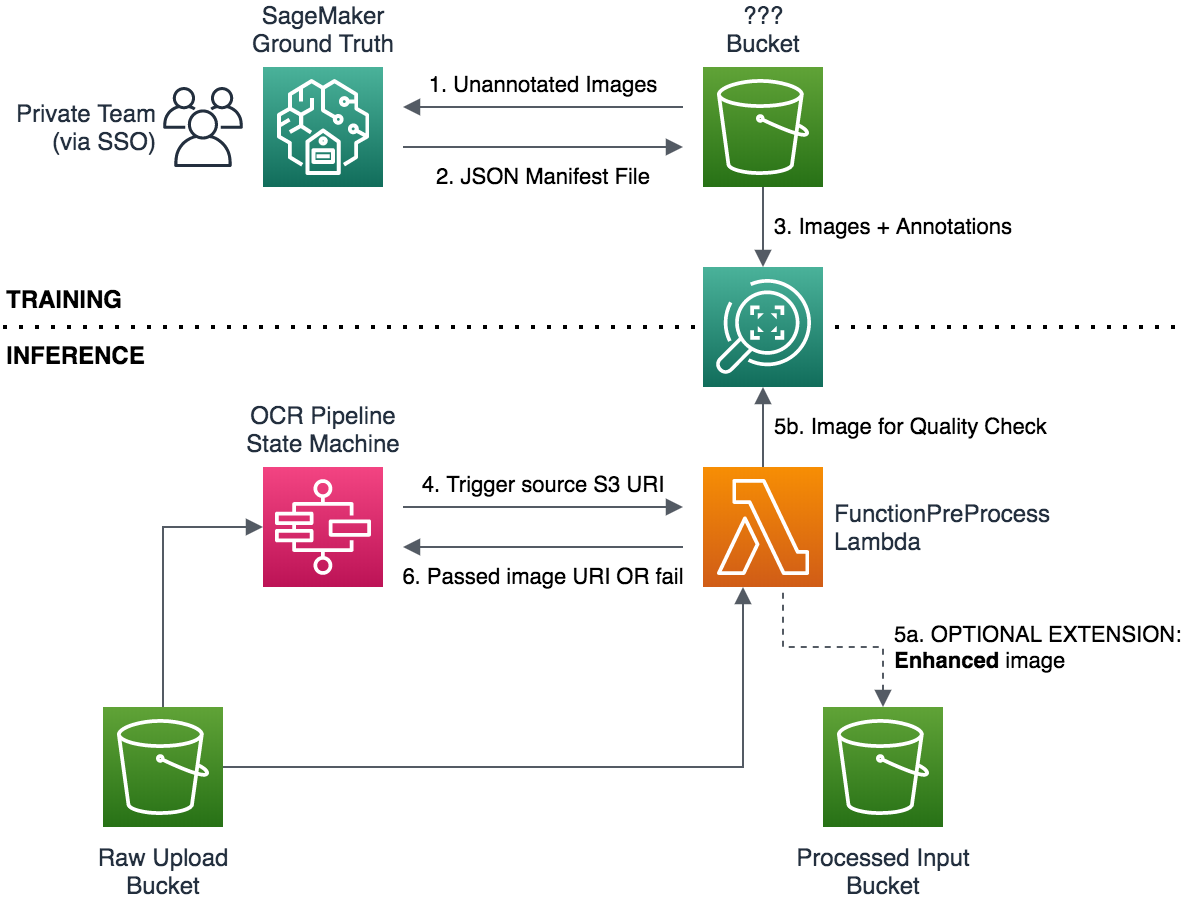 SageMaker
Ground Truth
???
Bucket
Private Team
(via SSO)
1. Unannotated Images
2. JSON Manifest File
3. Images + Annotations
TRAINING
INFERENCE
OCR Pipeline
State Machine
5b. Image for Quality Check
4. Trigger source S3 URI
6. Passed image URI OR fail
FunctionPreProcess
Lambda
5a. OPTIONAL EXTENSION:
Enhanced image
Raw Upload
Bucket
Processed Input
Bucket